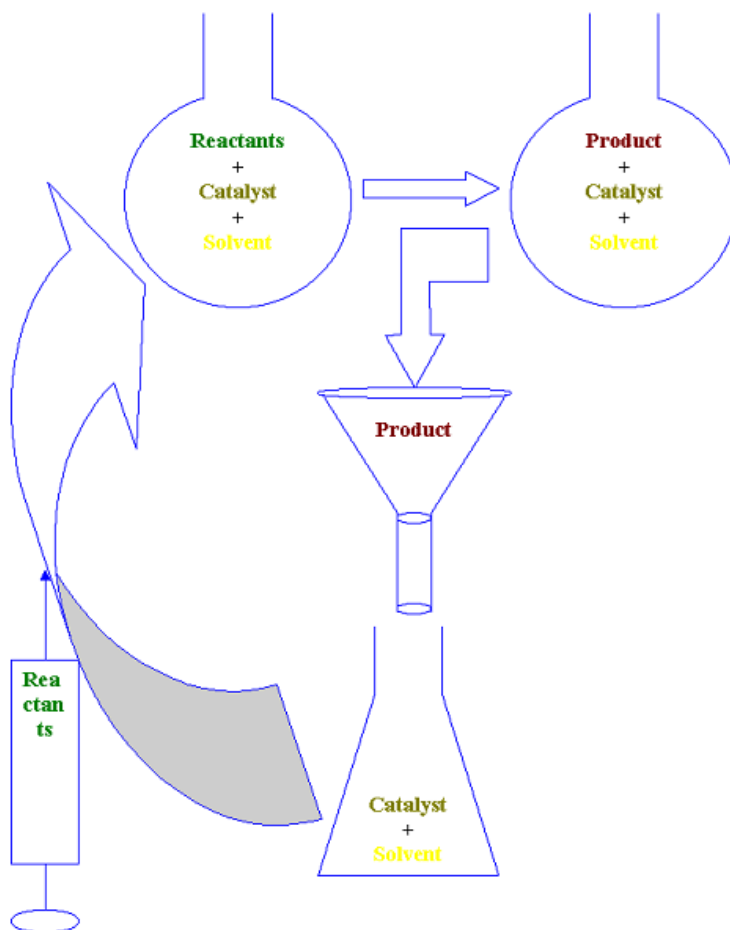 Reactants
+
Catalyst
+
Solvent
Product
+
Catalyst
+
Solvent
Product
Rea
ctan
ts
Catalyst
+
Solvent